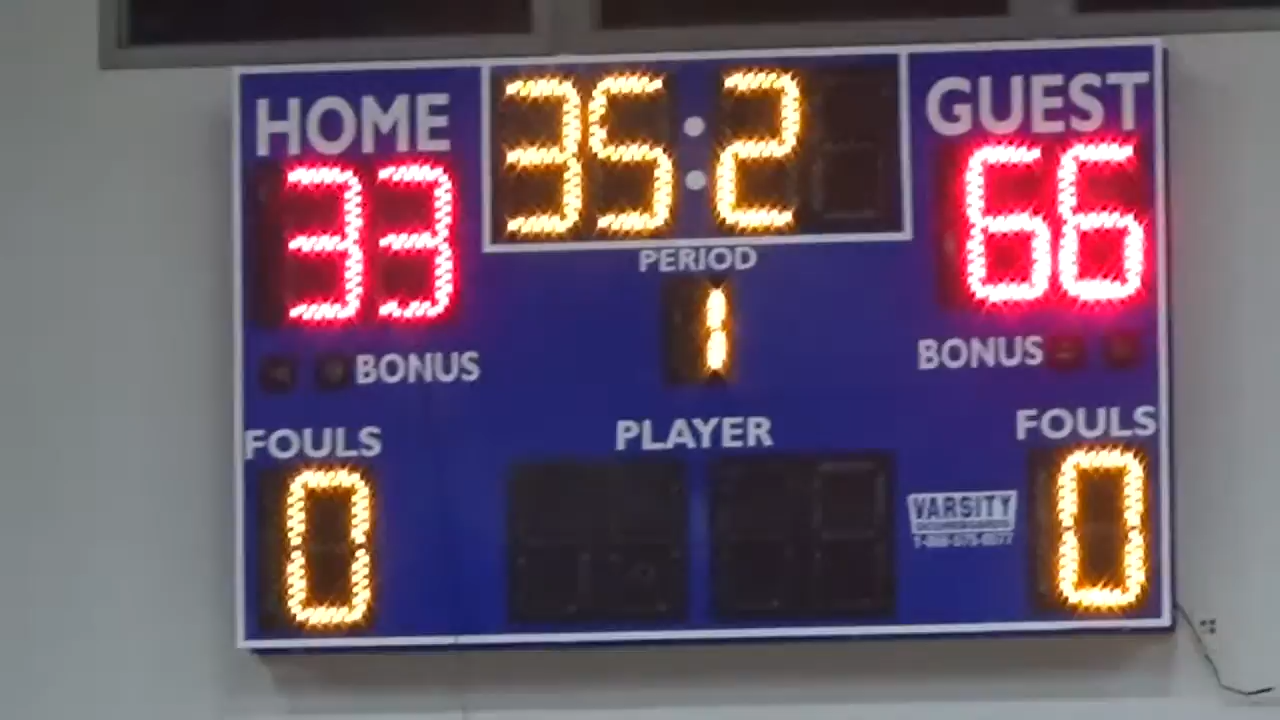 HOME
35:2
GUEST
33
66
PERIOD
1
BONUS
BONUS
FOULS
PLAYER
FOULS
0
0
VARSITY